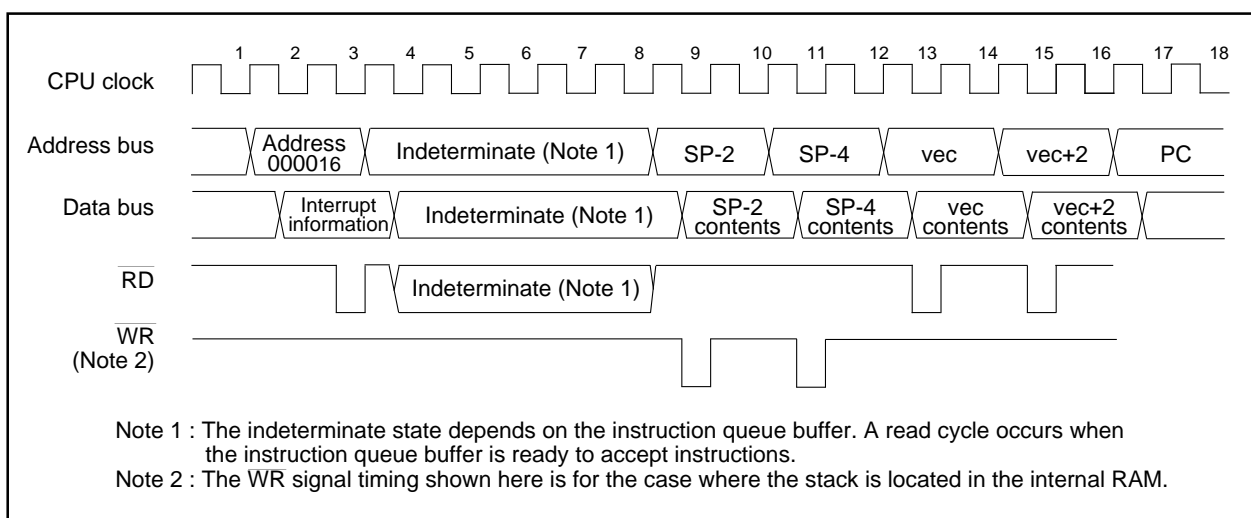 1 2 3 4 5 6 7 8 9 10 11 12 13 14 15 16 17 18
CPU clock
Address bus
Address
000016
Indeterminate (Note 1)
SP-2
SP-4
vec
vec+2
PC
Data bus
Interrupt
information
Indeterminate (Note 1)
SP-2
contents
SP-4
contents
vec
contents
vec+2
contents
RD
Indeterminate (Note 1)
WR
(Note 2)
Note 1 : The indeterminate state depends on the instruction queue buffer. A read cycle occurs when
the instruction queue buffer is ready to accept instructions.
Note 2 : The WR signal timing shown here is for the case where the stack is located in the internal RAM.